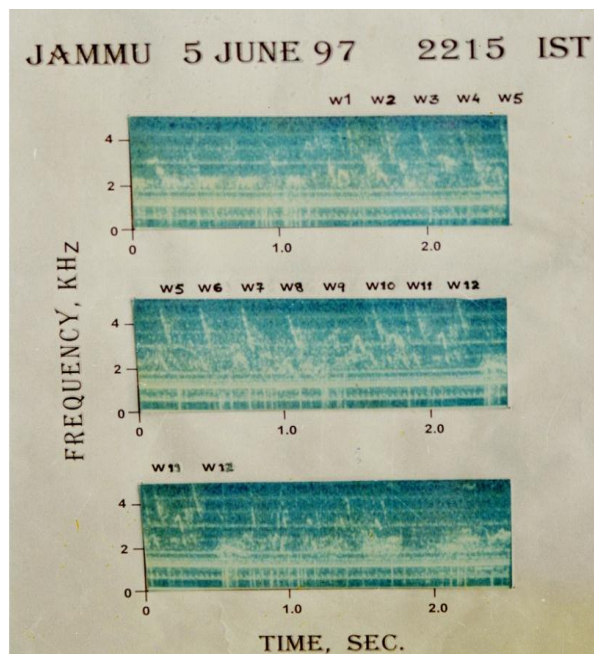 JAMMU 5 JUNE 97 2215 IST
W1 W2 W3 W4 W5
4
2
0
0 1.0 2.0
W5 W6 W7 W8 W9 W10 W11 W12
4
2
0
0 1.0 2.0
W11 W12
4
2
0
0 1.0 2.0
FREQUENCY, KHz
TIME, SEC.